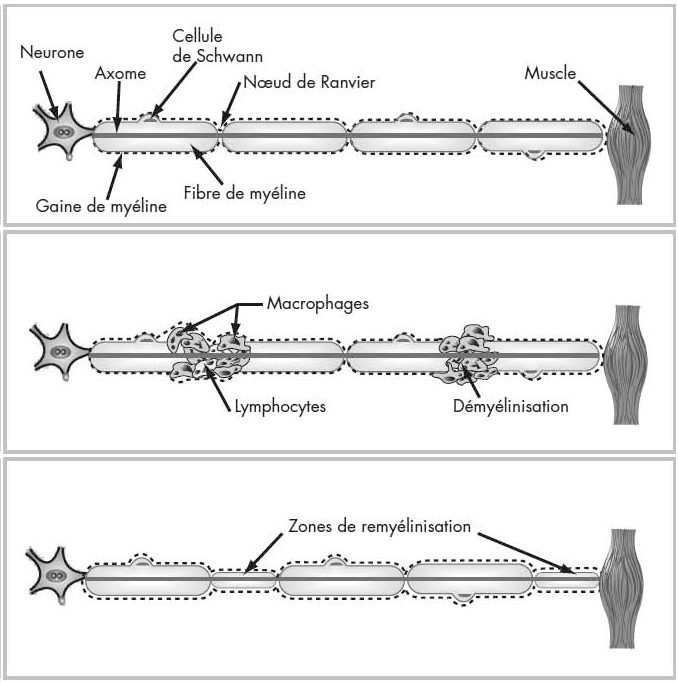 Cellule
de Schwann
Neurone
Axome
Nœud de Ranvier
Muscle
Fibre de myéline
Gaine de myéline
Macrophages
Lymphocytes
Démyélinisation
Zones de remyélinisation